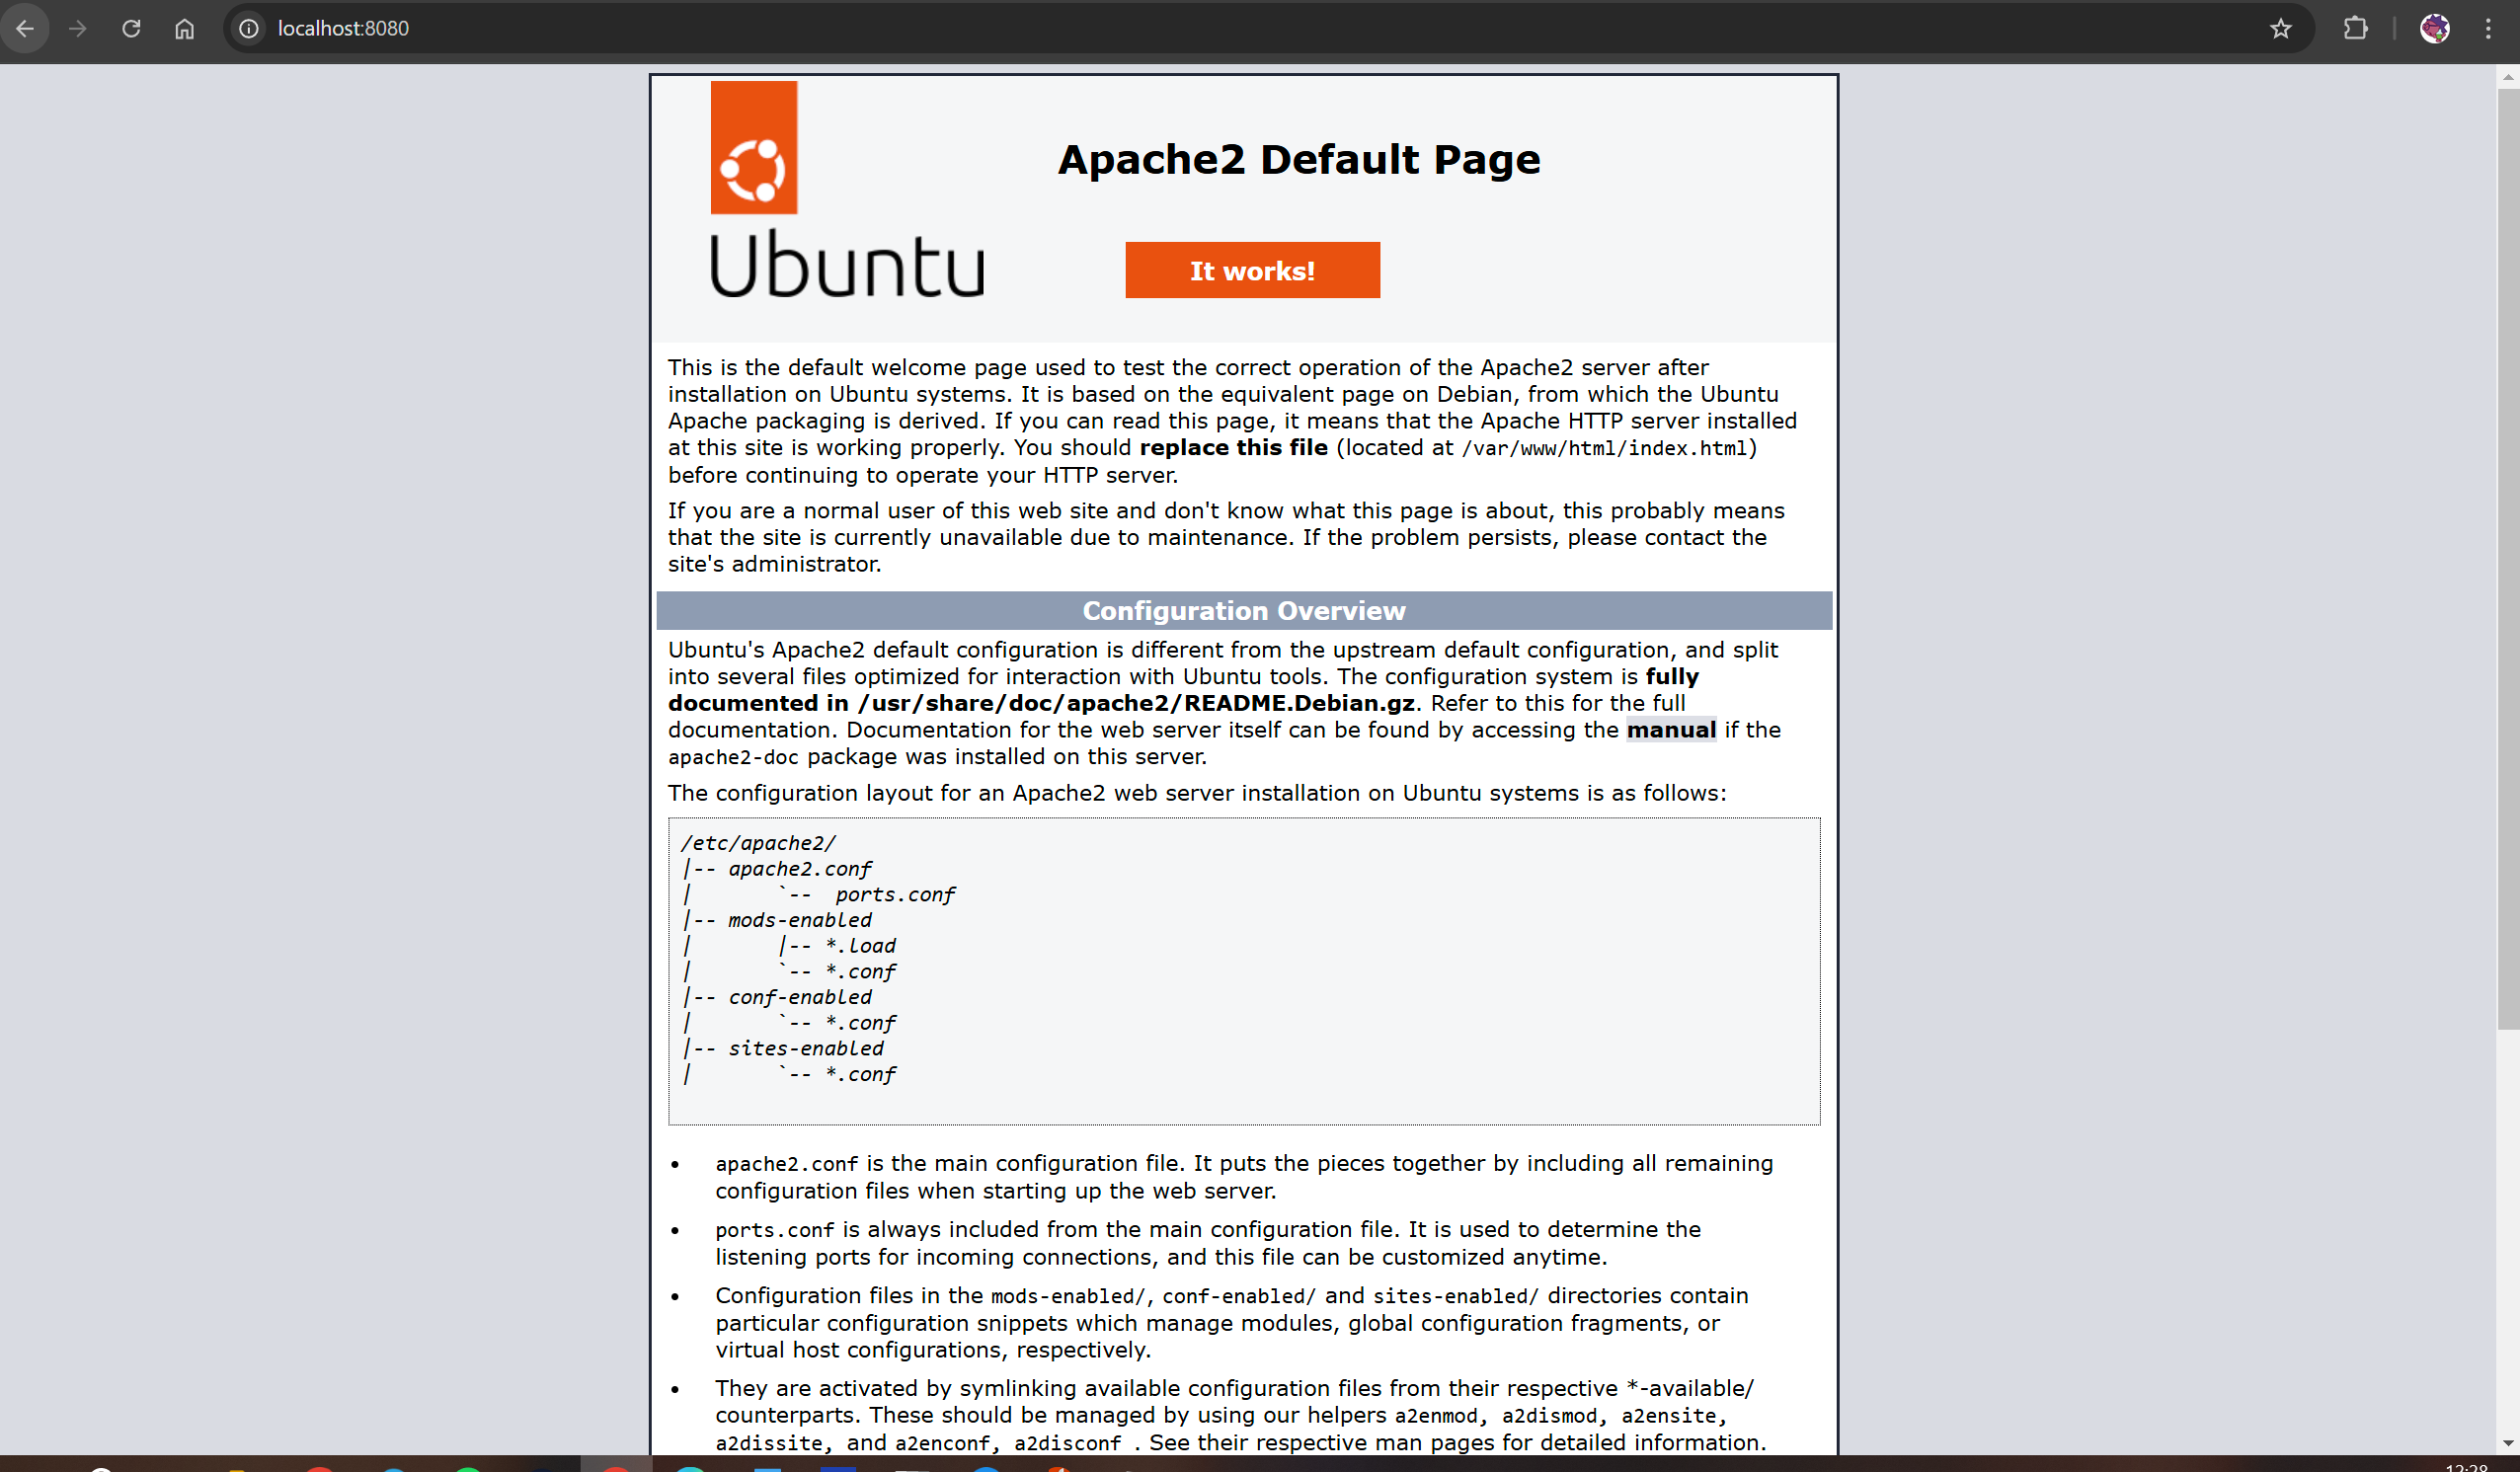 localhost:8080
Apache2 Default Page
Ubuntu
It works!
This is the default welcome page used to test the correct operation of the Apache2 server after
installation on Ubuntu systems. It is based on the equivalent page on Debian, from which the Ubuntu
Apache packaging is derived. If you can read this page, it means that the Apache HTTP server installed
at this site is working properly. You should replace this file (located at /var/www/html/index.html)
before continuing to operate your HTTP server.
If you are a normal user of this web site and don't know what this page is about, this probably means
that the site is currently unavailable due to maintenance. If the problem persists, please contact the
site's administrator.
Configuration Overview
Ubuntu's Apache2 default configuration is different from the upstream default configuration, and split
into several files optimized for interaction with Ubuntu tools. The configuration system is fully
documented in /usr/share/doc/apache2/README.Debian.gz. Refer to this for the full
documentation. Documentation for the web server itself can be found by accessing the manual if the
apache2-doc package was installed on this server.
The configuration layout for an Apache2 web server installation on Ubuntu systems is as follows:
/etc/apache2/
|-- apache2.conf
|       `--  ports.conf
|-- mods-enabled
|       |-- *.load
|       `-- *.conf
|-- conf-enabled
|       `-- *.conf
|-- sites-enabled
|       `-- *.conf
• apache2.conf is the main configuration file. It puts the pieces together by including all remaining
configuration files when starting up the web server.
• ports.conf is always included from the main configuration file. It is used to determine the
listening ports for incoming connections, and this file can be customized anytime.
• Configuration files in the mods-enabled/, conf-enabled/ and sites-enabled/ directories contain
particular configuration snippets which manage modules, global configuration fragments, or
virtual host configurations, respectively.
• They are activated by symlinking available configuration files from their respective *-available/
counterparts. These should be managed by using our helpers a2enmod, a2dismod, a2ensite,
a2dissite, and a2enconf, a2disconf . See their respective man pages for detailed information.
12:28